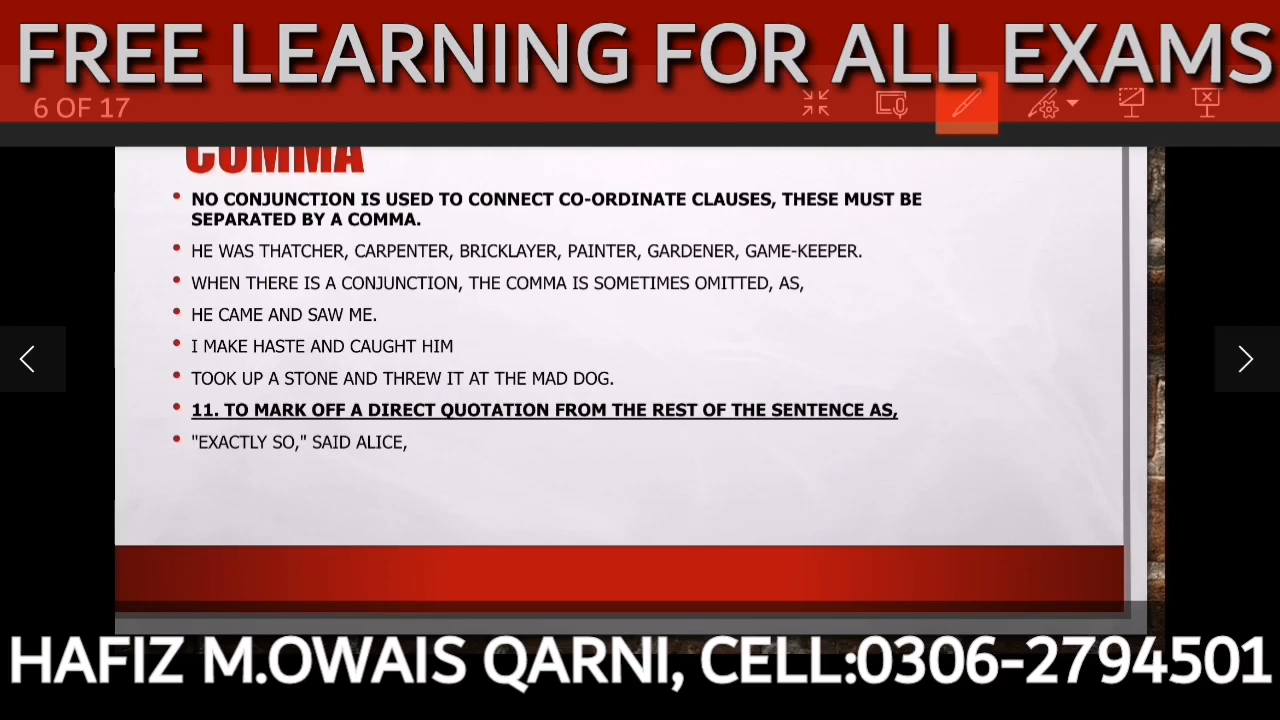 FREE LEARNING FOR ALL EXAMS
6 OF 17
COMMA
NO CONJUNCTION IS USED TO CONNECT CO-ORDINATE CLAUSES, THESE MUST BE
SEPARATED BY A COMMA.
HE WAS THATCHER, CARPENTER, BRICKLAYER, PAINTER, GARDENER, GAME-KEEPER.
WHEN THERE IS A CONJUNCTION, THE COMMA IS SOMETIMES OMITTED, AS,
HE CAME AND SAW ME.
I MAKE HASTE AND CAUGHT HIM
TOOK UP A STONE AND THREW IT AT THE MAD DOG.
11. TO MARK OFF A DIRECT QUOTATION FROM THE REST OF THE SENTENCE AS,
"EXACTLY SO," SAID ALICE,
HAFIZ M.OWAIS QARNI, CELL:0306-2794501